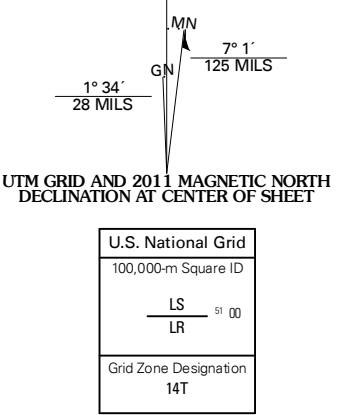 MN
GN
7° 1´
125 MILS
1° 34´
28 MILS
UTM GRID AND 2011 MAGNETIC NORTH
DECLINATION AT CENTER OF SHEET
U.S. National Grid
100,000-m Square ID
LS
51 00
LR
Grid Zone Designation
14T